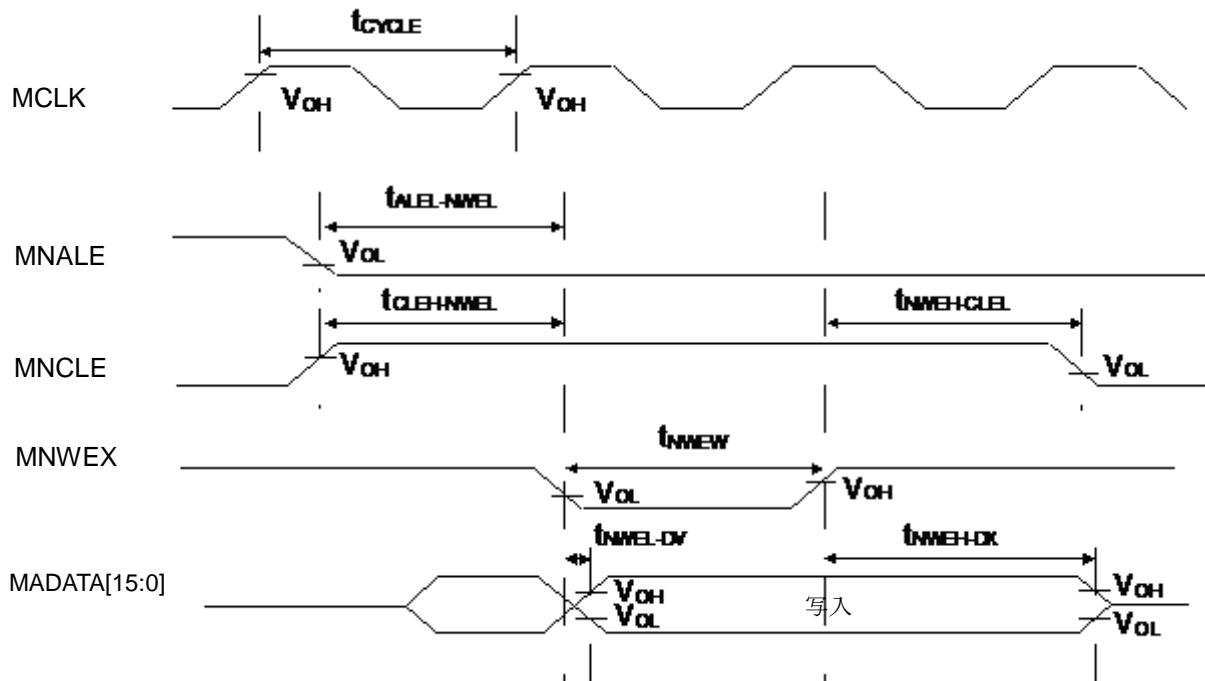 tCYCLE
MCLK
VOH VOH
tALEL-NWEL
MNALE
VOL
tCLEH-NWEL tNWEH-CLEL
MNCLE
VOH VOL
tNWEW
MNWEX
VOL VOH
tNWEL-DV tNWEH-DX
MADATA[15:0]
VOH 写入 VOH
VOL VOL